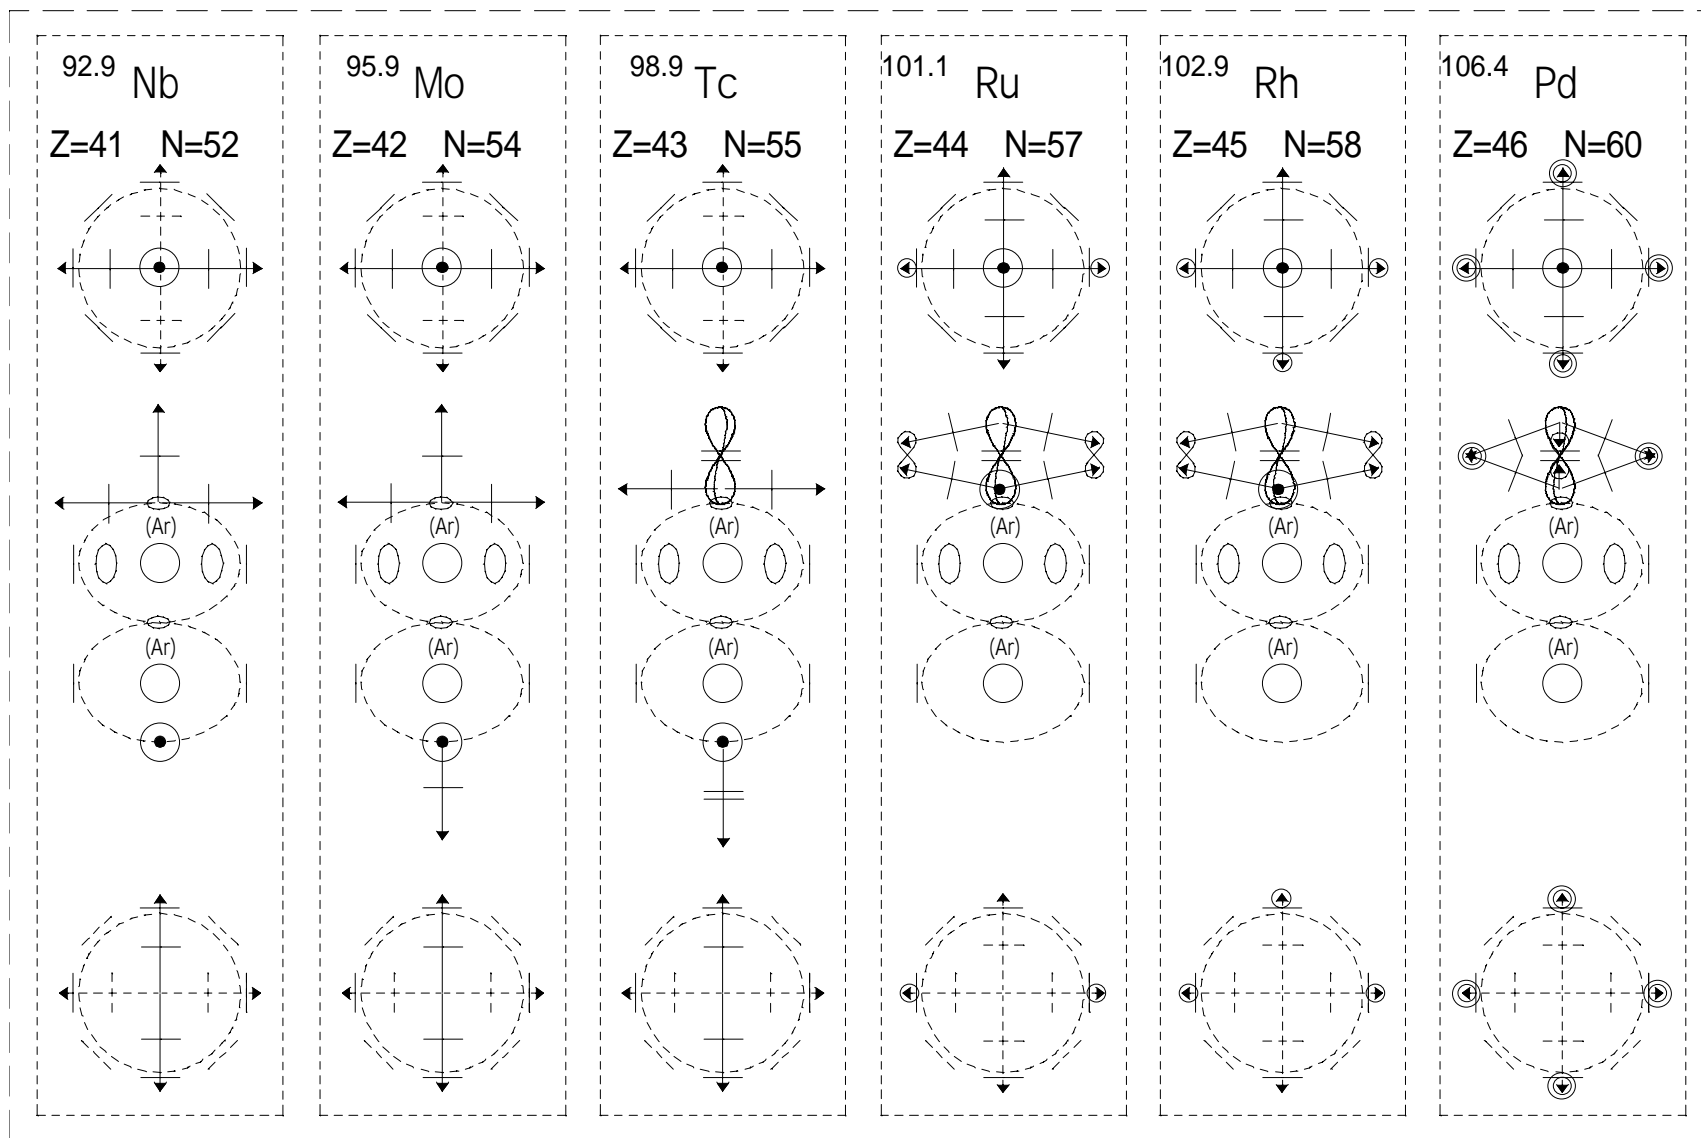 92.9 Nb
Z=41 N=52
(Ar)
(Ar)
95.9 Mo
Z=42 N=54
(Ar)
(Ar)
98.9 Tc
Z=43 N=55
(Ar)
(Ar)
101.1 Ru
Z=44 N=57
(Ar)
(Ar)
102.9 Rh
Z=45 N=58
(Ar)
(Ar)
106.4 Pd
Z=46 N=60
(Ar)
(Ar)